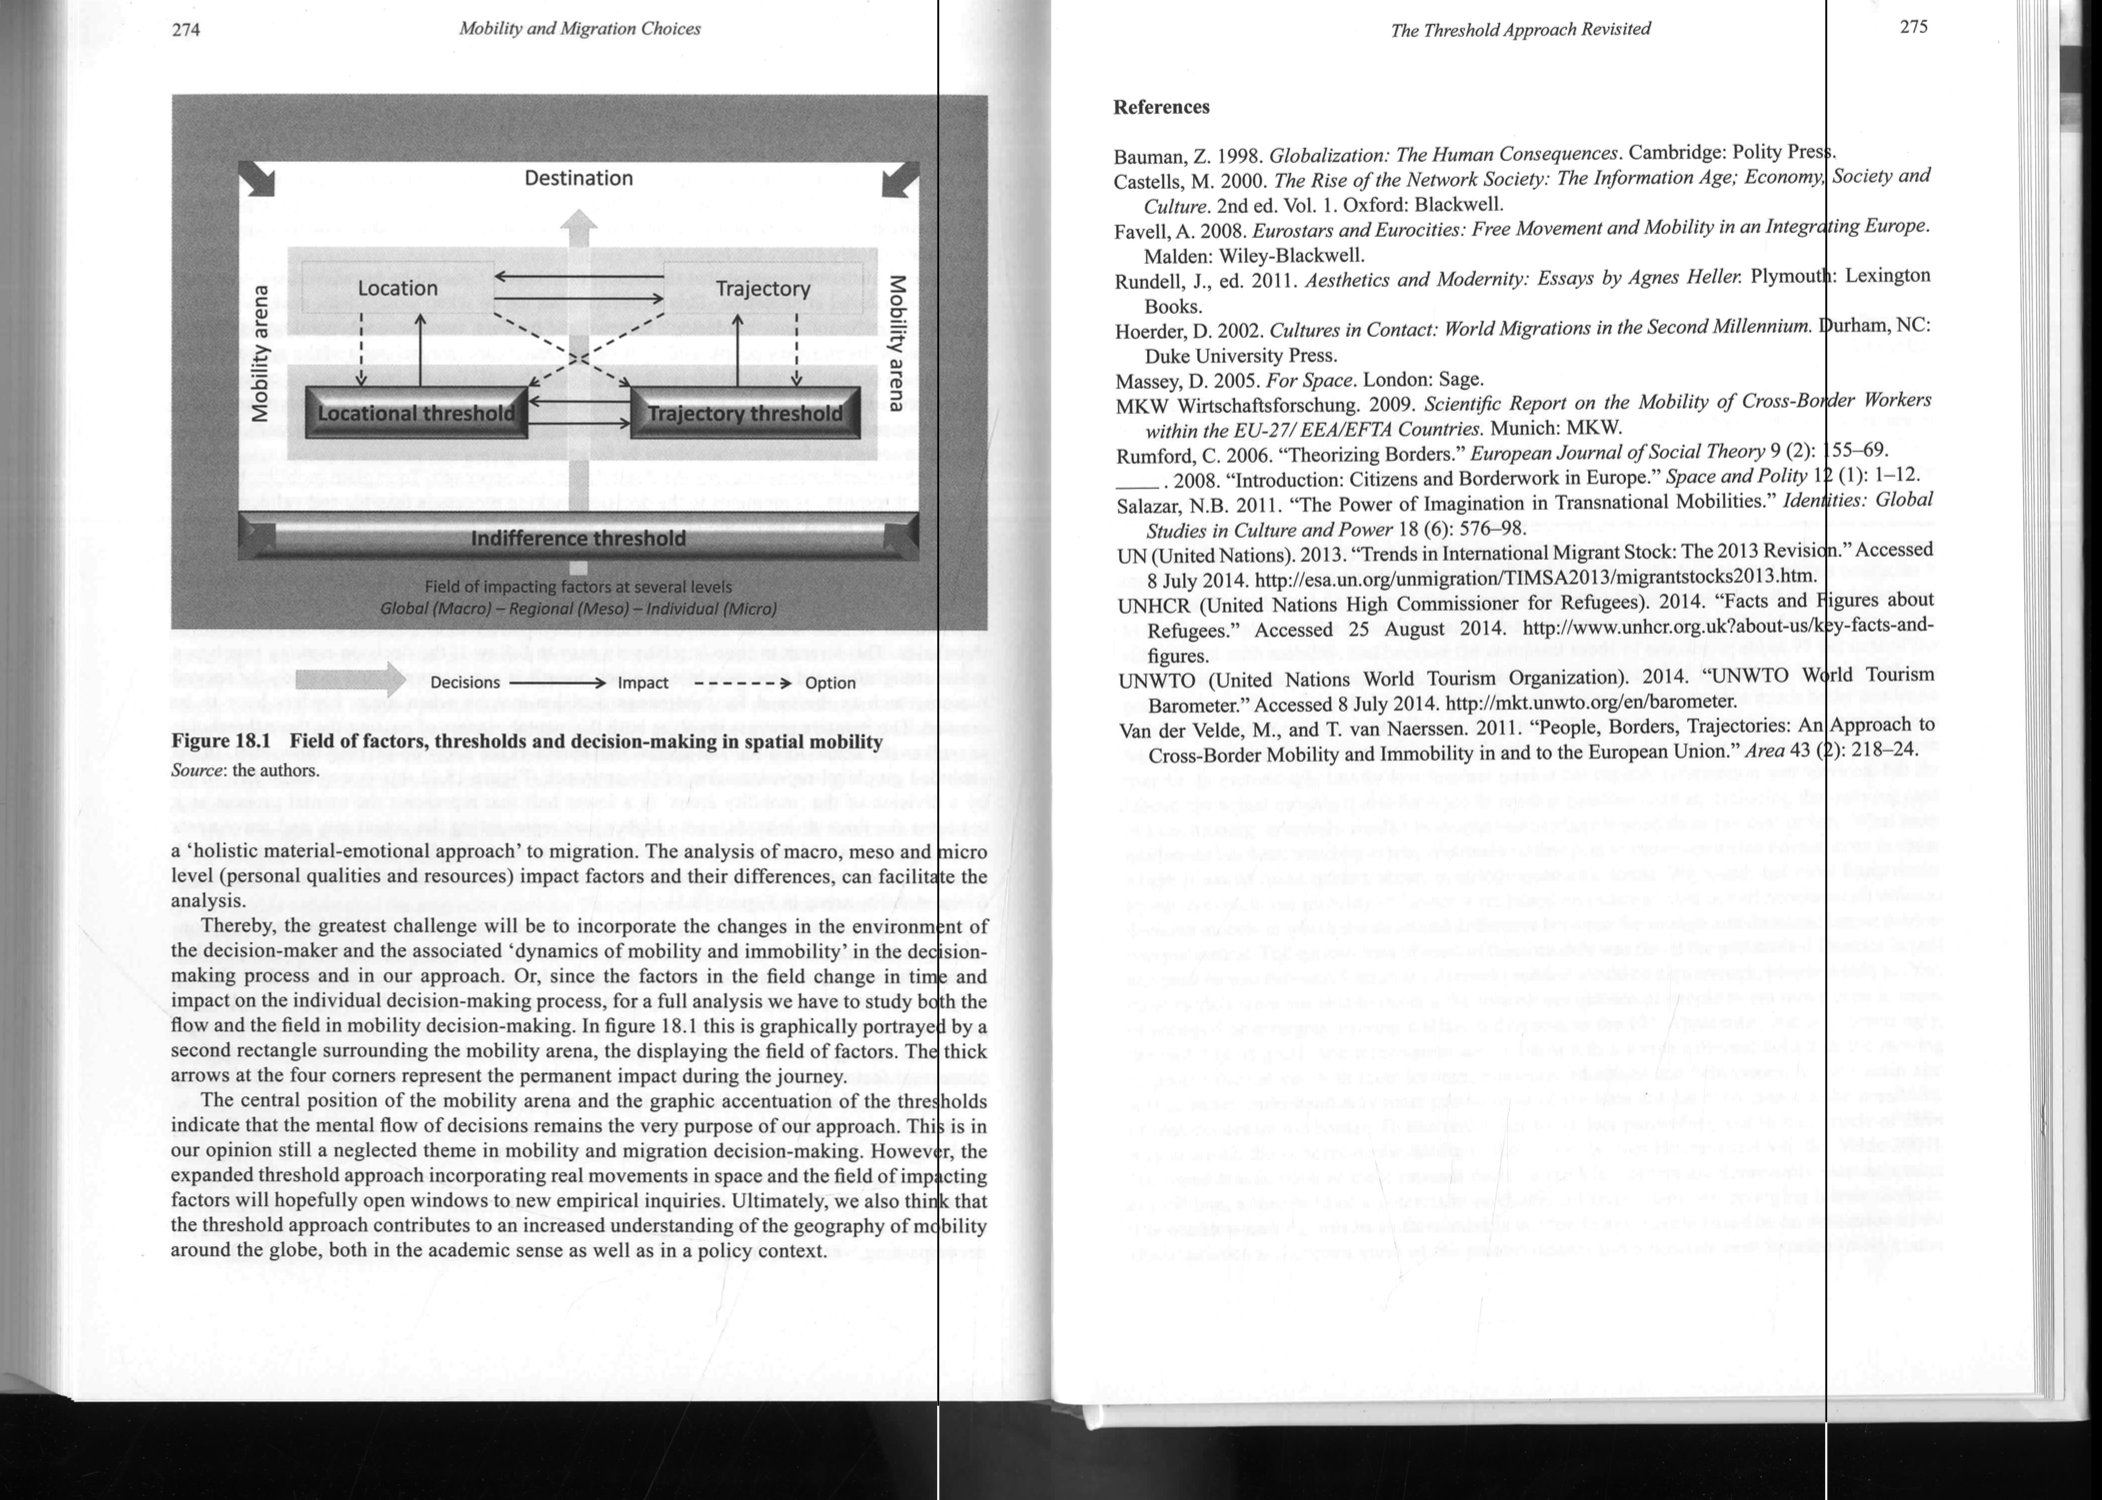 274
Mobility and Migration Choices
Destination
Mobility arena
Location
Trajectory
Mobility arena
Locational threshold
Trajectory threshold
Indifference threshold
Field of impacting factors at several levels
Global (Macro) – Regional (Meso) – Individual (Micro)
Decisions
Impact
Option
Figure 18.1 Field of factors, thresholds and decision-making in spatial mobility
Source: the authors.
a ‘holistic material-emotional approach’ to migration. The analysis of macro, meso and micro
level (personal qualities and resources) impact factors and their differences, can facilitate the
analysis.
Thereby, the greatest challenge will be to incorporate the changes in the environment of
the decision-maker and the associated ‘dynamics of mobility and immobility’ in the decision-
making process and in our approach. Or, since the factors in the field change in time and
impact on the individual decision-making process, for a full analysis we have to study both the
flow and the field in mobility decision-making. In figure 18.1 this is graphically portrayed by a
second rectangle surrounding the mobility arena, the displaying the field of factors. The thick
arrows at the four corners represent the permanent impact during the journey.
The central position of the mobility arena and the graphic accentuation of the thresholds
indicate that the mental flow of decisions remains the very purpose of our approach. This is in
our opinion still a neglected theme in mobility and migration decision-making. However, the
expanded threshold approach incorporating real movements in space and the field of impacting
factors will hopefully open windows to new empirical inquiries. Ultimately, we also think that
the threshold approach contributes to an increased understanding of the geography of mobility
around the globe, both in the academic sense as well as in a policy context.
The Threshold Approach Revisited
275
References
Bauman, Z. 1998. Globalization: The Human Consequences. Cambridge: Polity Press.
Castells, M. 2000. The Rise of the Network Society: The Information Age; Economy, Society and
Culture. 2nd ed. Vol. 1. Oxford: Blackwell.
Favell, A. 2008. Eurostars and Eurocities: Free Movement and Mobility in an Integrating Europe.
Malden: Wiley-Blackwell.
Rundell, J., ed. 2011. Aesthetics and Modernity: Essays by Agnes Heller. Plymouth: Lexington
Books.
Hoerder, D. 2002. Cultures in Contact: World Migrations in the Second Millennium. Durham, NC:
Duke University Press.
Massey, D. 2005. For Space. London: Sage.
MKW Wirtschaftsforschung. 2009. Scientific Report on the Mobility of Cross-Border Workers
within the EU-27/ EEA/EFTA Countries. Munich: MKW.
Rumford, C. 2006. “Theorizing Borders.” European Journal of Social Theory 9 (2): 155–69.
____ . 2008. “Introduction: Citizens and Borderwork in Europe.” Space and Polity 12 (1): 1–12.
Salazar, N.B. 2011. “The Power of Imagination in Transnational Mobilities.” Identities: Global
Studies in Culture and Power 18 (6): 576–98.
UN (United Nations). 2013. “Trends in International Migrant Stock: The 2013 Revision.” Accessed
8 July 2014. http://esa.un.org/unmigration/TIMSA2013/migrantstocks2013.htm.
UNHCR (United Nations High Commissioner for Refugees). 2014. “Facts and Figures about
Refugees.” Accessed 25 August 2014. http://www.unhcr.org.uk?about-us/key-facts-and-
figures.
UNWTO (United Nations World Tourism Organization). 2014. “UNWTO World Tourism
Barometer.” Accessed 8 July 2014. http://mkt.unwto.org/en/barometer.
Van der Velde, M., and T. van Naerssen. 2011. “People, Borders, Trajectories: An Approach to
Cross-Border Mobility and Immobility in and to the European Union.” Area 43 (2): 218–24.